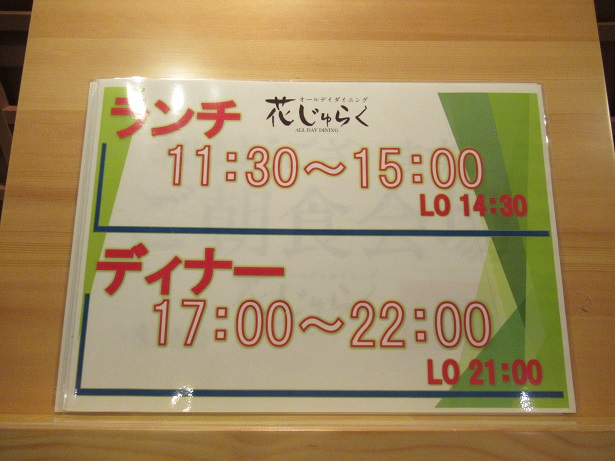 ランチ
オールデイダイニング
花じゅらく
ALL DAY DINING
11:30～15:00
LO 14:30
ディナー
17:00～22:00
LO 21:00